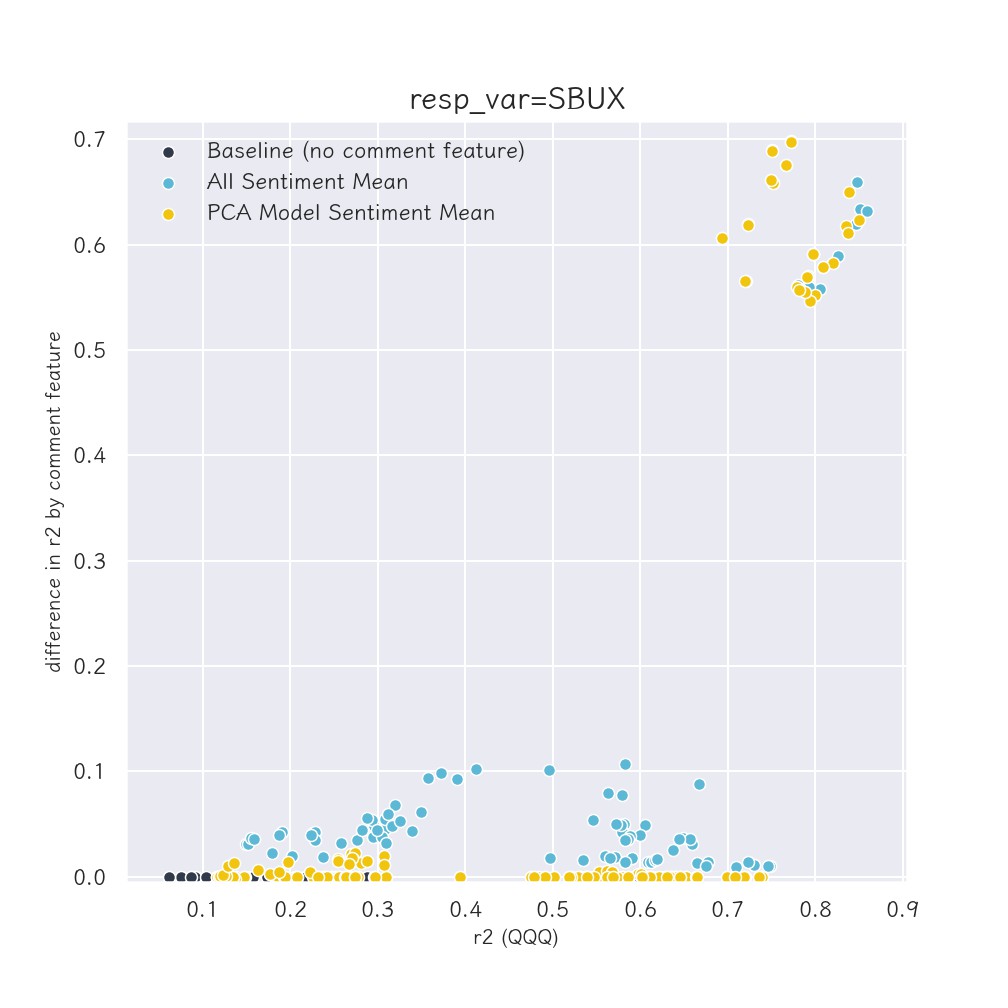 resp_var=SBUX
Baseline (no comment feature)
All Sentiment Mean
PCA Model Sentiment Mean
difference in r2 by comment feature
0.7
0.6
0.5
0.4
0.3
0.2
0.1
0.0
0.1 0.2 0.3 0.4 0.5 0.6 0.7 0.8 0.9
r2 (QQQ)